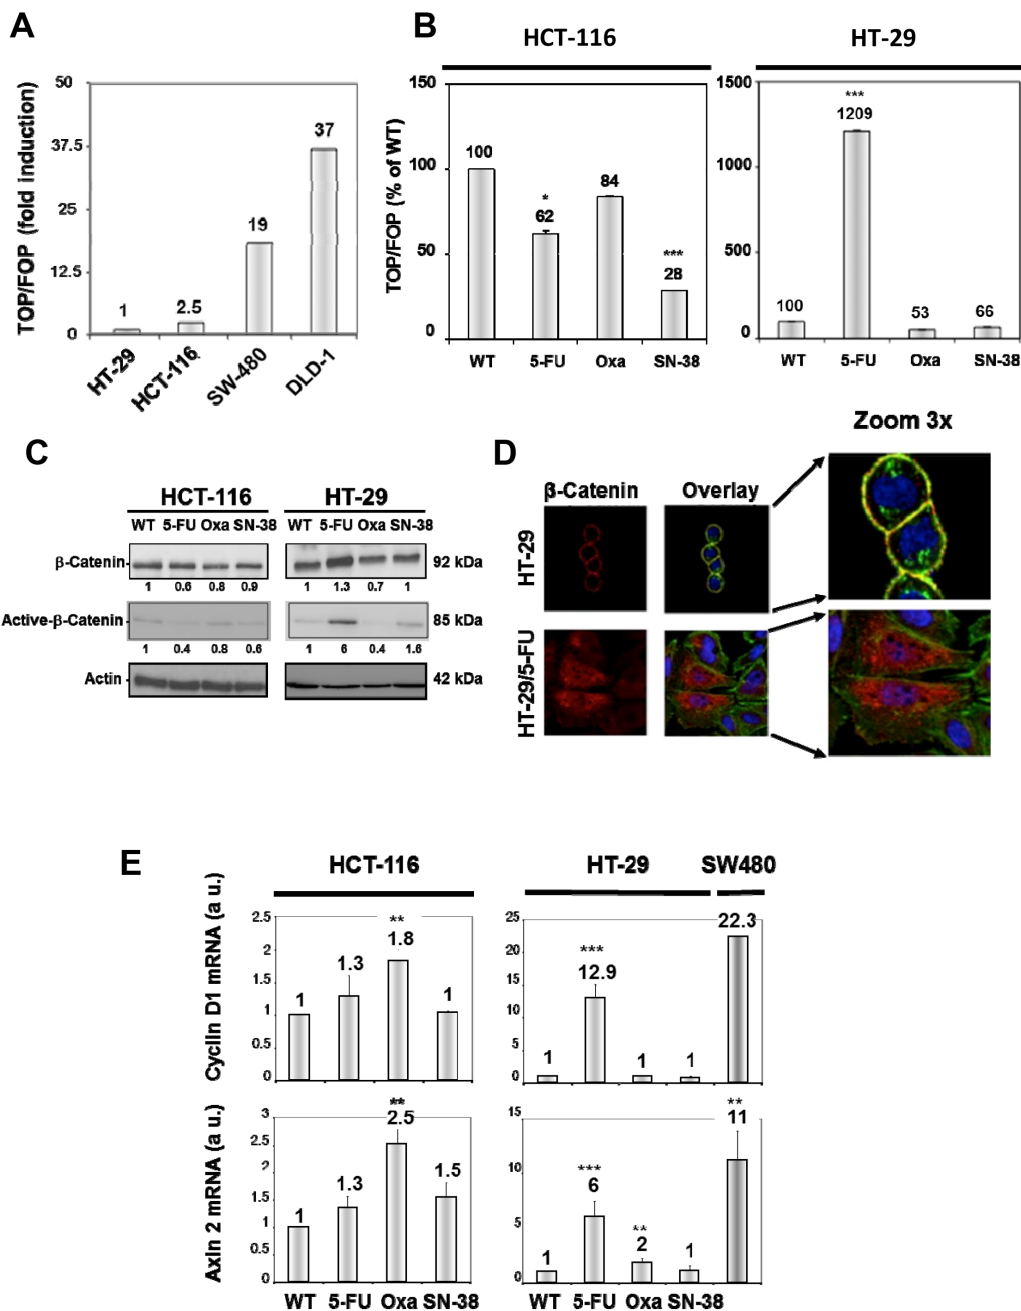 A
TOP/FOP (fold induction)
50
37.5
25
12.5
0
1
2.5
19
37
HT-29
HCT-116
SW-480
DLD-1
B
HCT-116
HT-29
TOP/FOP (% of WT)
150
100
50
0
100
*
62
84
***
28
WT 5-FU Oxa SN-38
1500
1000
500
0
100
***
1209
53
66
WT 5-FU Oxa SN-38
C
HCT-116 HT-29
WT 5-FU Oxa SN-38 WT 5-FU Oxa SN-38
β-Catenin 92 kDa
1 0.6 0.8 0.9 1 1.3 0.7 1
Active-β-Catenin 85 kDa
1 0.4 0.8 0.6 1 6 0.4 1.6
Actin 42 kDa
D
Zoom 3x
β-Catenin Overlay
HT-29
HT-29/5-FU
E
HCT-116 HT-29 SW480
Cyclin D1 mRNA (a u.)
2.5
2
1.5
1
0.5
0
1
1.3
**
1.8
1
25
20
15
10
5
0
1
***
12.9
1
1
22.3
Axin 2 mRNA (a u.)
3
2.5
2
1.5
1
0.5
0
1
1.3
**
2.5
1.5
15
10
5
0
1
***
6
**
2
1
**
11
WT 5-FU Oxa SN-38 WT 5-FU Oxa SN-38